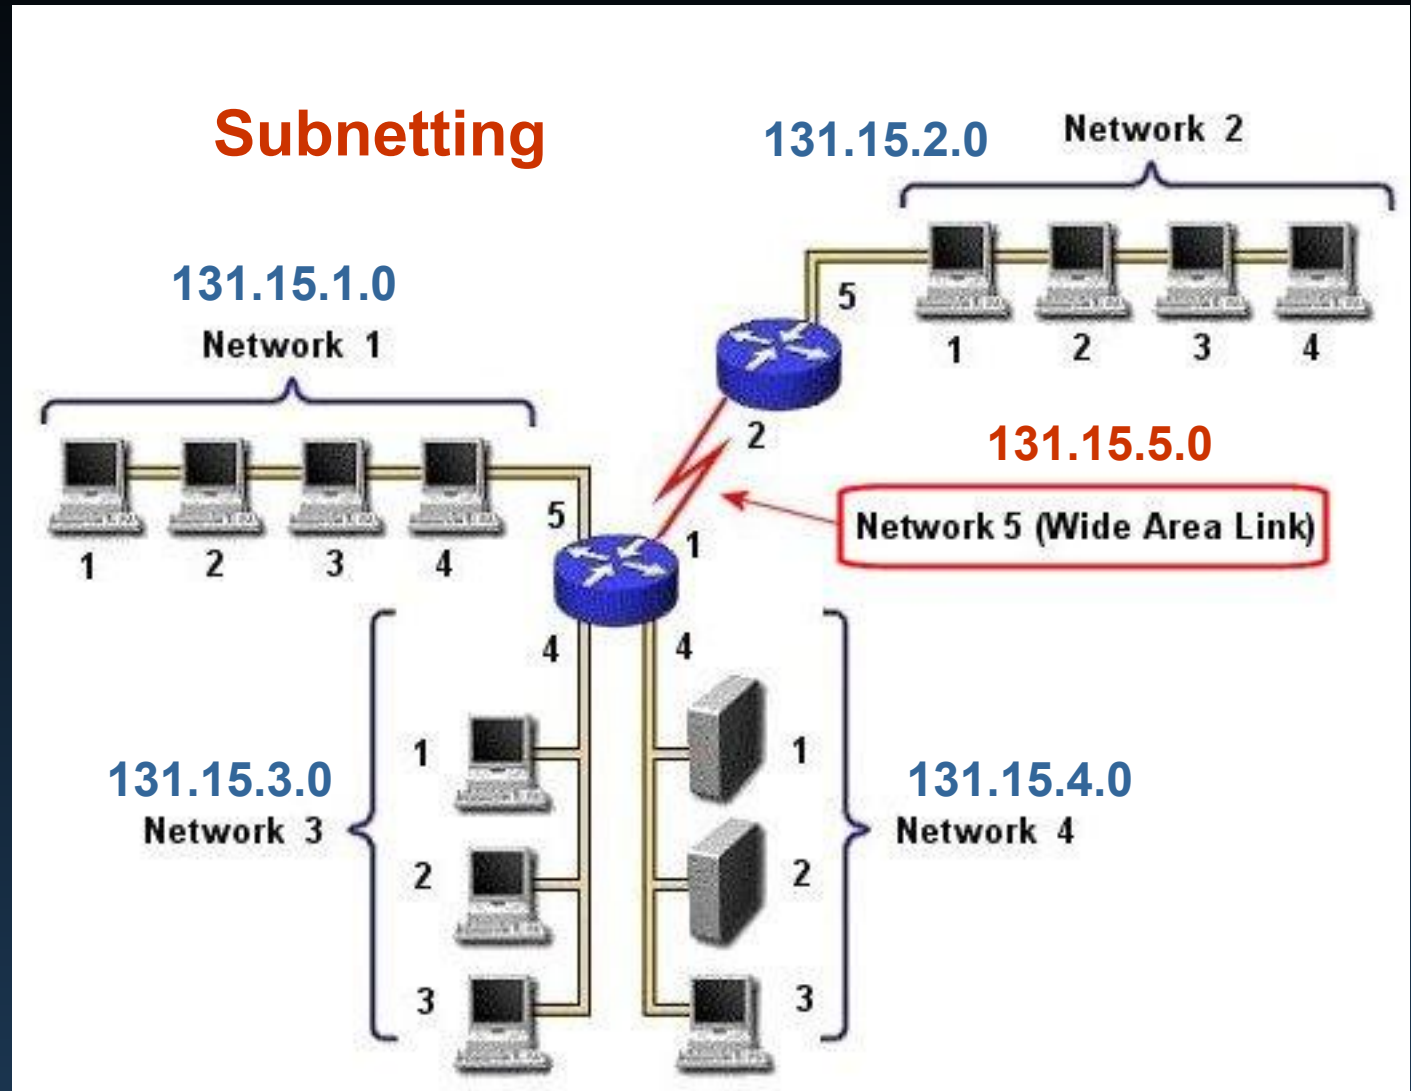 Subnetting
131.15.2.0
Network 2
131.15.1.0
Network 1
5
1 2 3 4
2
131.15.5.0
Network 5 (Wide Area Link)
5
1
1 2 3 4
4 4
1
2
3
131.15.3.0
Network 3
1
2
3
131.15.4.0
Network 4